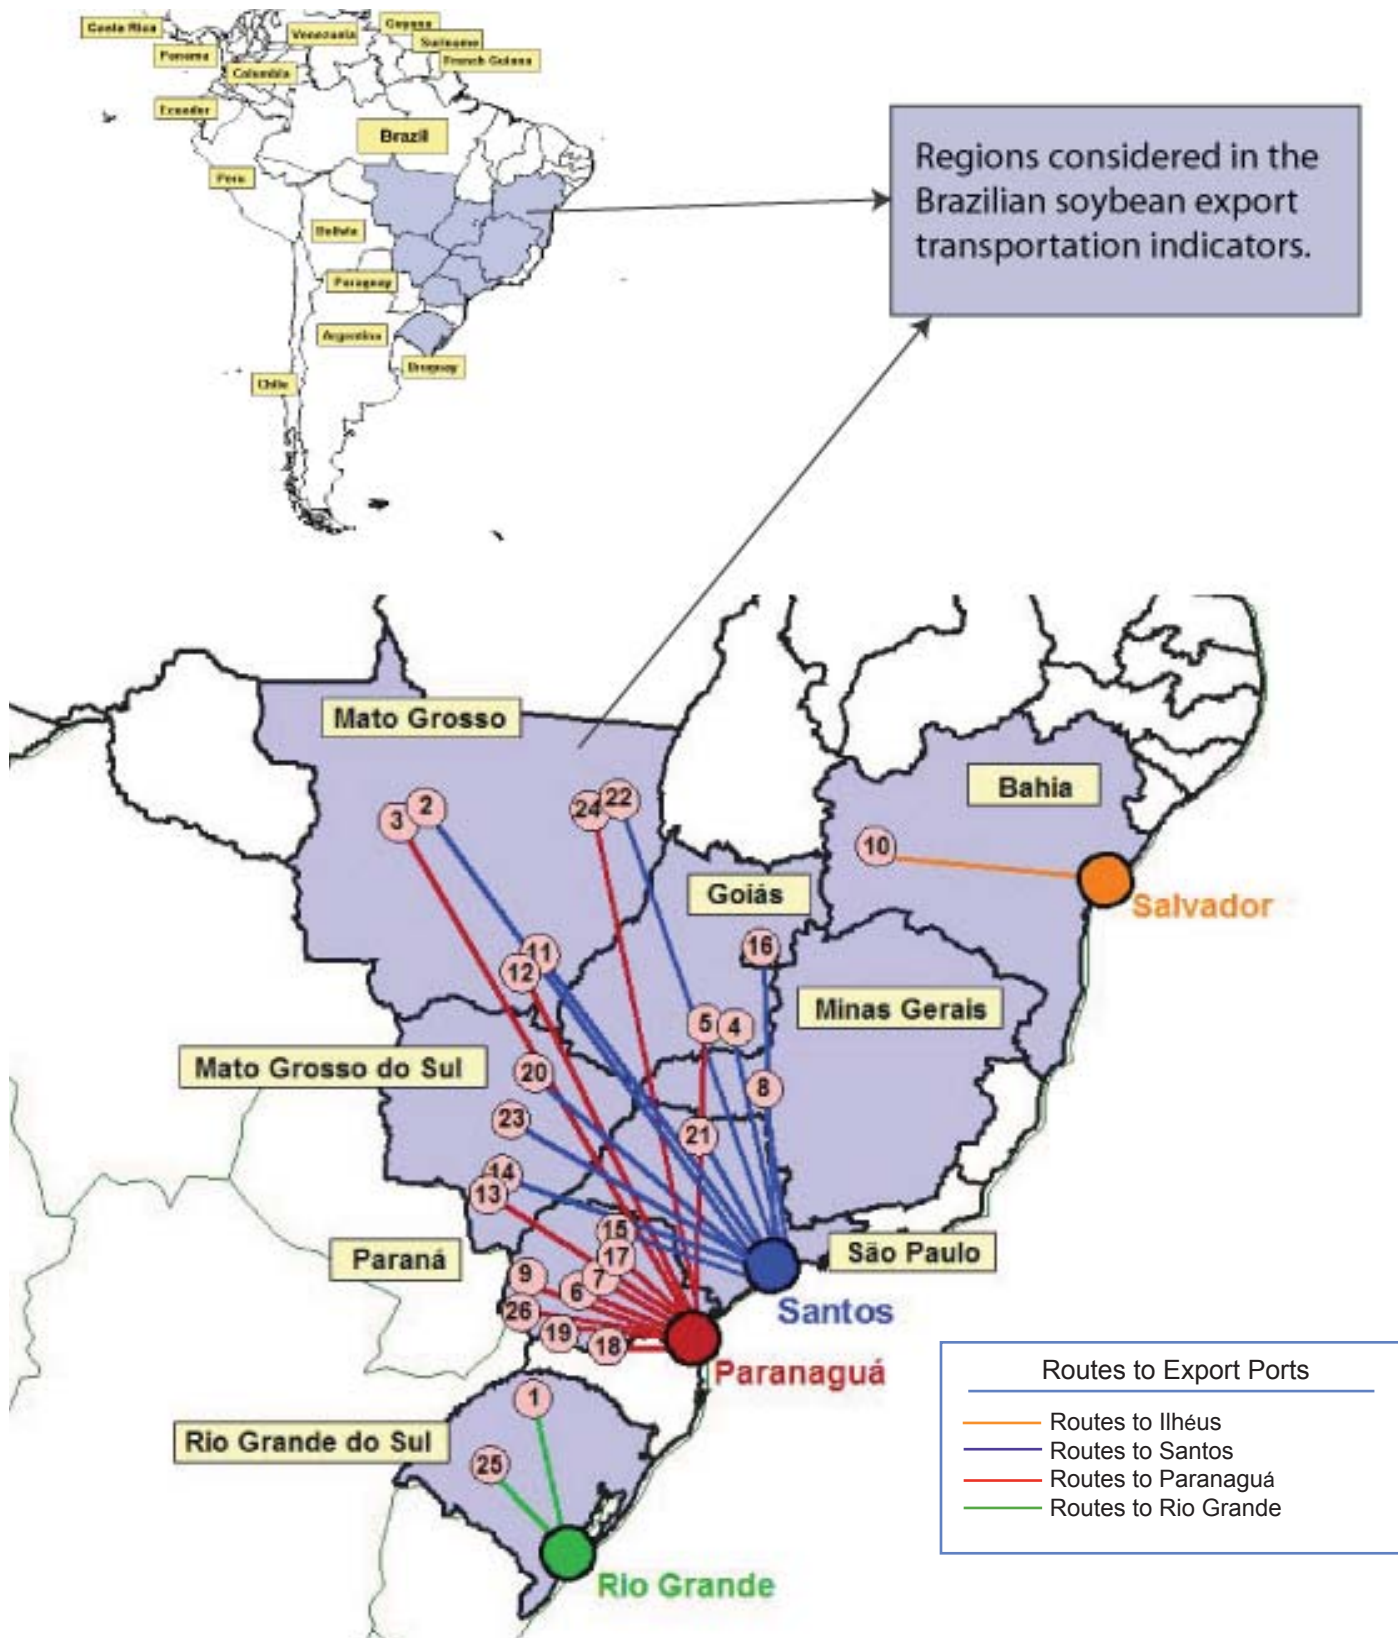 Costa Rica
Panama
Venezuela
Guyana
Suriname
French Guiana
Columbia
Ecuador
Brazil
Peru
Bolivia
Paraguay
Argentina
Uruguay
Chile
Regions considered in the
Brazilian soybean export
transportation indicators.
Mato Grosso
Bahia
3
2
24
22
10
Goiás
Salvador
16
11
12
Minas Gerais
5
4
Mato Grosso do Sul
20
8
23
21
14
13
15
17
Paraná
São Paulo
9
7
6
Santos
26
19
18
Paranaguá
1
Rio Grande do Sul
25
Rio Grande
Routes to Export Ports
Routes to Ilhéus
Routes to Santos
Routes to Paranaguá
Routes to Rio Grande